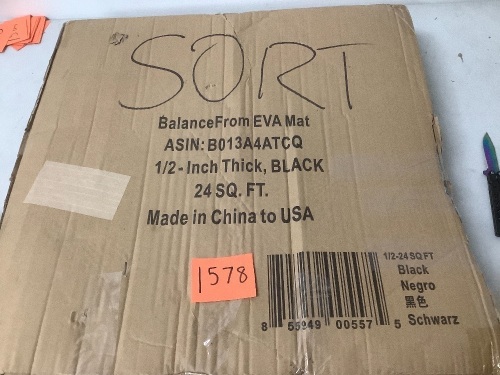 SORT
BalanceFrom EVA Mat
ASIN: B013A4ATCQ
1/2-Inch Thick, BLACK
24 SQ. FT.
Made in China to USA
1578
1/2-24 SQ FT
Black
Negro
黑色
Schwarz
8 55849 00557 5